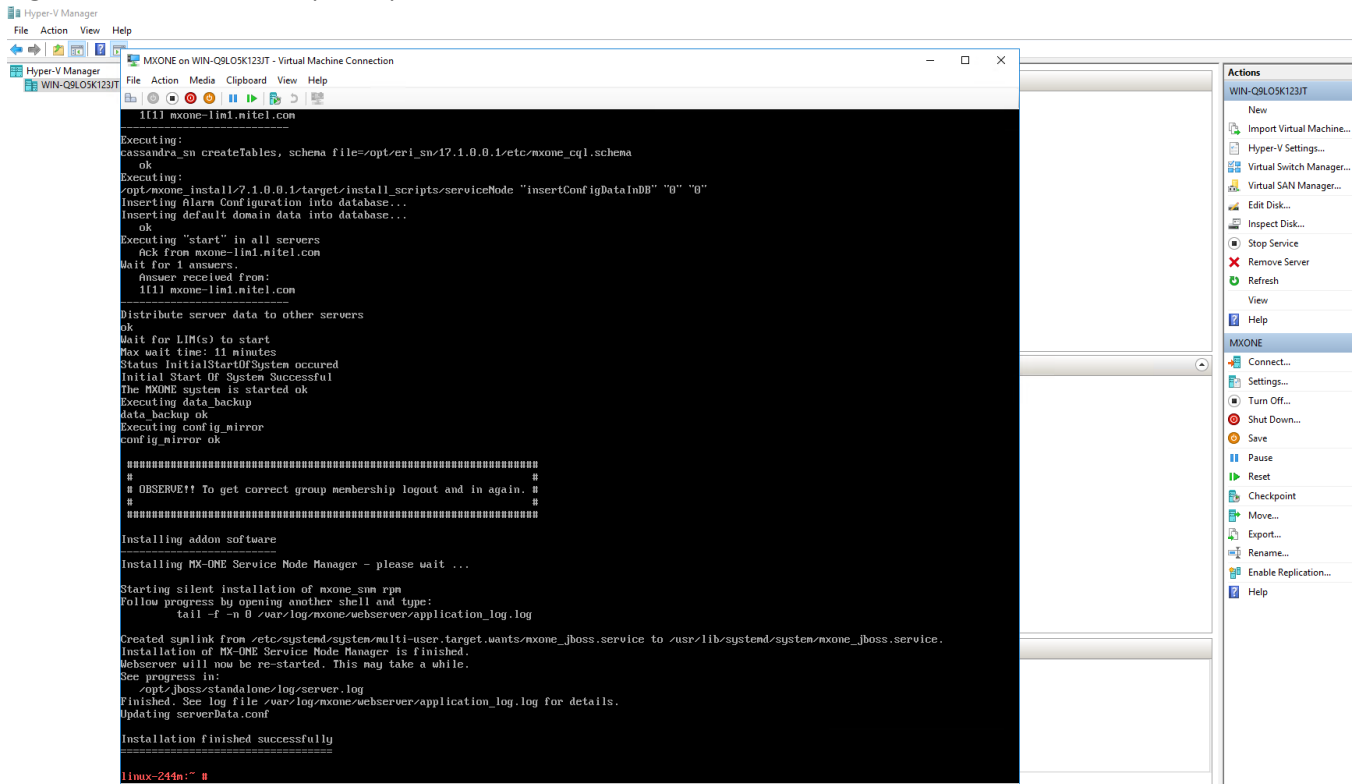 Hyper-V Manager
File Action View Help
Hyper-V Manager
WIN-Q9LO5K123JT
MXONE on WIN-Q9LO5K123JT - Virtual Machine Connection
File Action Media Clipboard View Help
1[1] mxone-lim1.mitel.com
----------------------------
Executing:
cassandra_sn createTables, schema file=/opt/eri_sn/17.1.0.0.1/etc/mxone_cql.schema
ok
Executing:
/opt/mxone_install/7.1.0.0.1/target/install_scripts/serviceNode "insertConfigDataInDB" "0" "0"
Inserting Alarm Configuration into database...
Inserting default domain data into database...
ok
Executing "start" in all servers
Ack from mxone-lim1.mitel.com
Wait for 1 answers.
Answer received from:
1[1] mxone-lim1.mitel.com
----------------------------
Distribute server data to other servers
ok
Wait for LIM(s) to start
Max wait time: 11 minutes
Status InitialStartOfSystem occured
Initial Start Of System Successful
The MXONE system is started ok
Executing data_backup
data_backup ok
Executing config_mirror
config_mirror ok
####################################################################
# #
# OBSERVE!! To get correct group membership logout and in again. #
# #
####################################################################
Installing addon software
--------------------------
Installing MX-ONE Service Node Manager - please wait ...
Starting silent installation of mxone_snm rpm
Follow progress by opening another shell and type:
tail -f -n 0 /var/log/mxone/webserver/application_log.log
Created symlink from /etc/systemd/system/multi-user.target.wants/mxone_jboss.service to /usr/lib/systemd/system/mxone_jboss.service.
Installation of MX-ONE Service Node Manager is finished.
Webserver will now be re-started. This may take a while.
See progress in:
/opt/jboss/standalone/log/server.log
Finished. See log file /var/log/mxone/webserver/application_log.log for details.
Updating serverData.conf
Installation finished successfully
==================================
linux-244m:~ #
Actions
WIN-Q9LO5K123JT
New
Import Virtual Machine...
Hyper-V Settings...
Virtual Switch Manager...
Virtual SAN Manager...
Edit Disk...
Inspect Disk...
Stop Service
Remove Server
Refresh
View
Help
MXONE
Connect...
Settings...
Turn Off...
Shut Down...
Save
Pause
Reset
Checkpoint
Move...
Export...
Rename...
Enable Replication...
Help